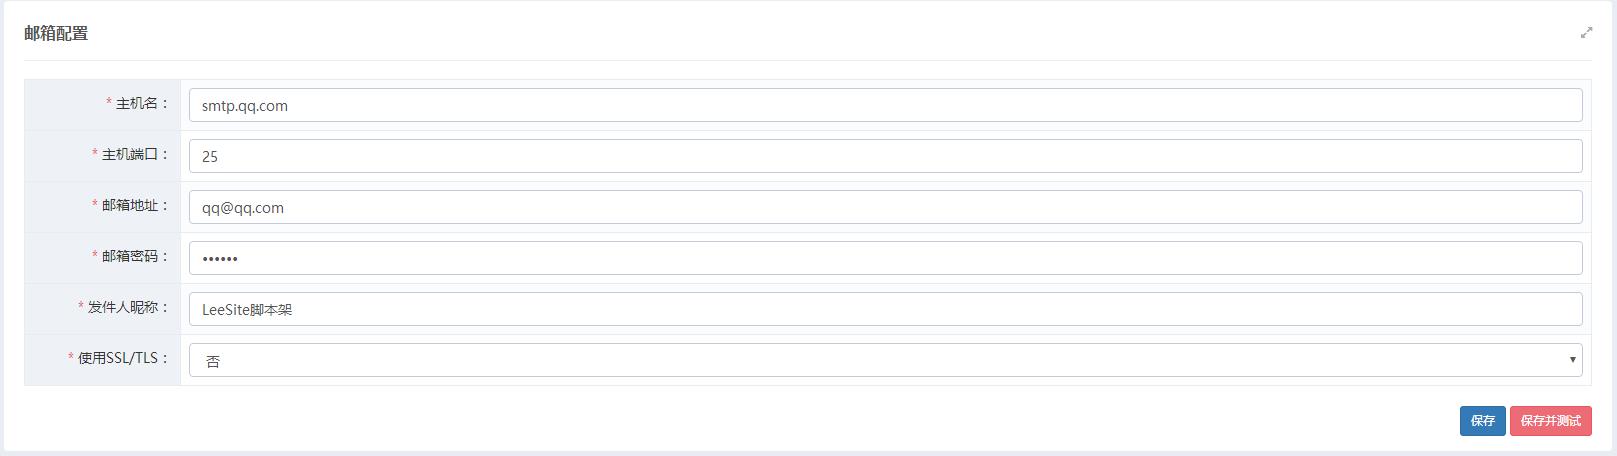 邮箱配置
* 主机名：
smtp.qq.com
* 主机端口：
25
* 邮箱地址：
qq@qq.com
* 邮箱密码：
••••••
* 发件人昵称：
LeeSite脚本架
* 使用SSL/TLS：
否
保存
保存并测试